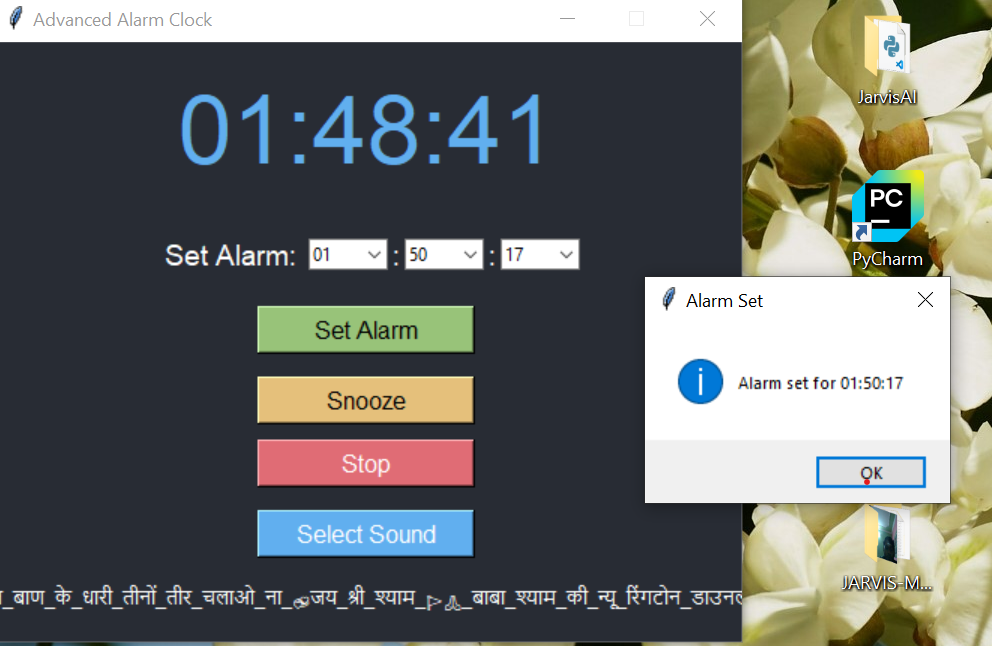 Advanced Alarm Clock
01:48:41
Set Alarm: 01 : 50 : 17
Set Alarm
Snooze
Stop
Select Sound
_बाण_के_धारी_तीनों_तीर_चलाओ_ना_🪔जय_श्री_श्याम_🏳🙏_बाबा_श्याम_की_न्यू_रिंगटोन_डाउनल
JarvisAI
PC
PyCharm
Alarm Set
Alarm set for 01:50:17
OK
JARVIS-M...